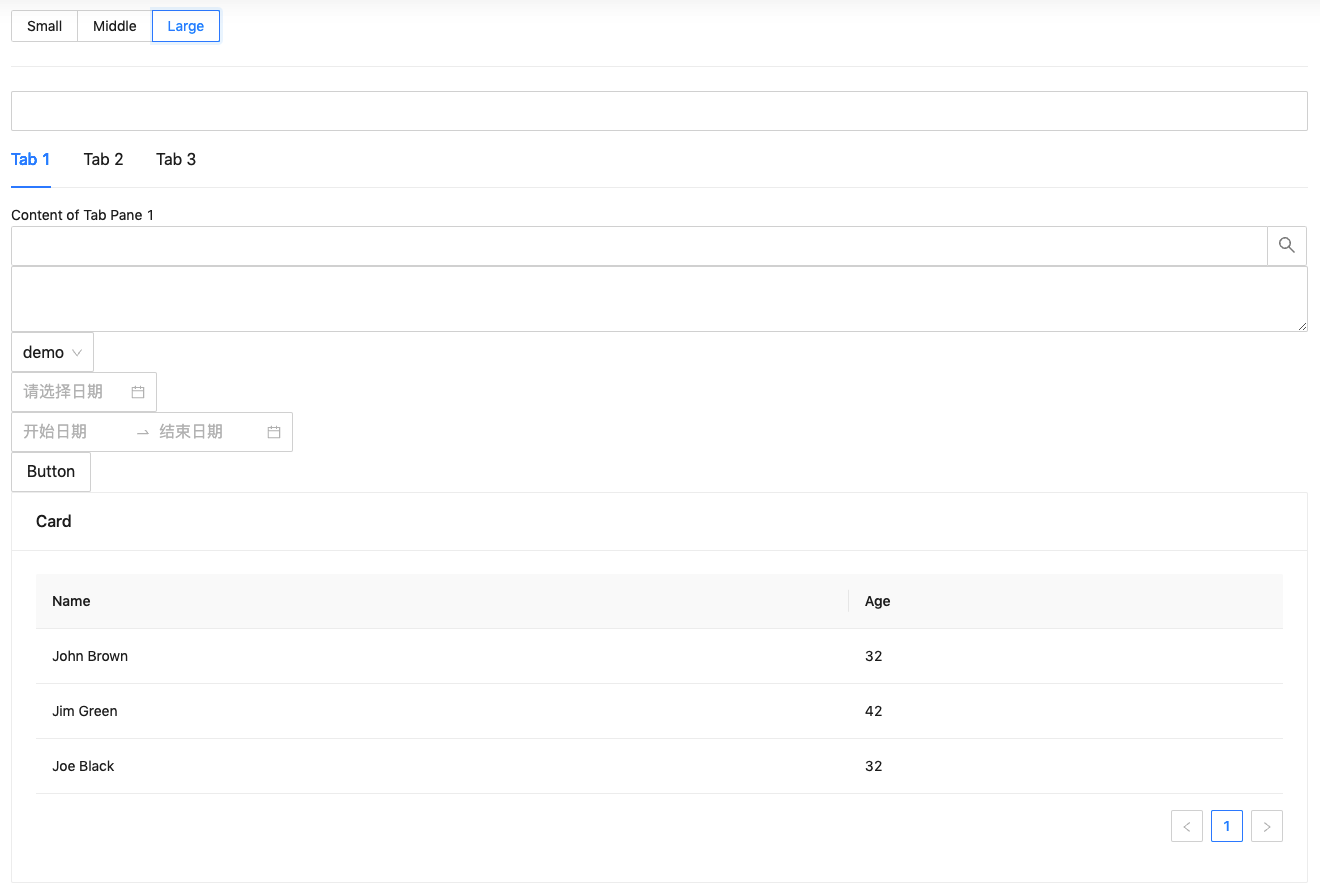 Small Middle Large
Tab 1 Tab 2 Tab 3
Content of Tab Pane 1
demo
请选择日期
开始日期 结束日期
Button
Card
Name Age
John Brown 32
Jim Green 42
Joe Black 32
1